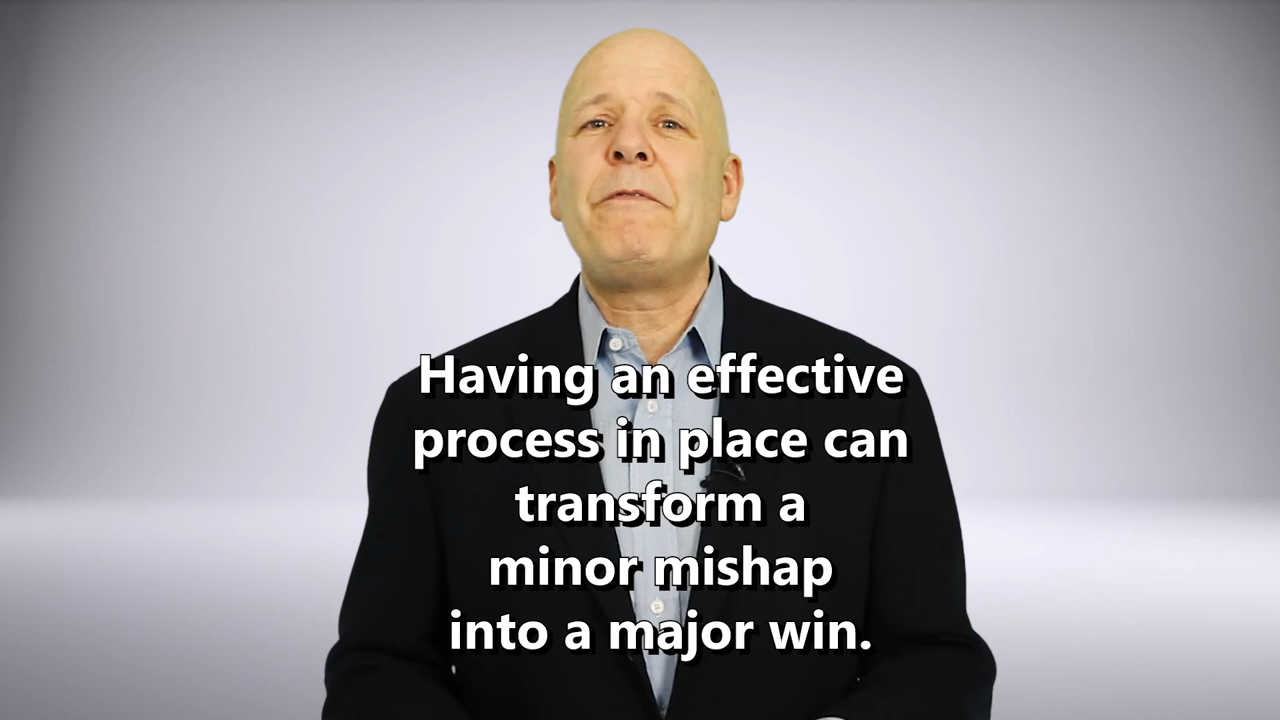 Having an effective
process in place can
transform a
minor mishap
into a major win.